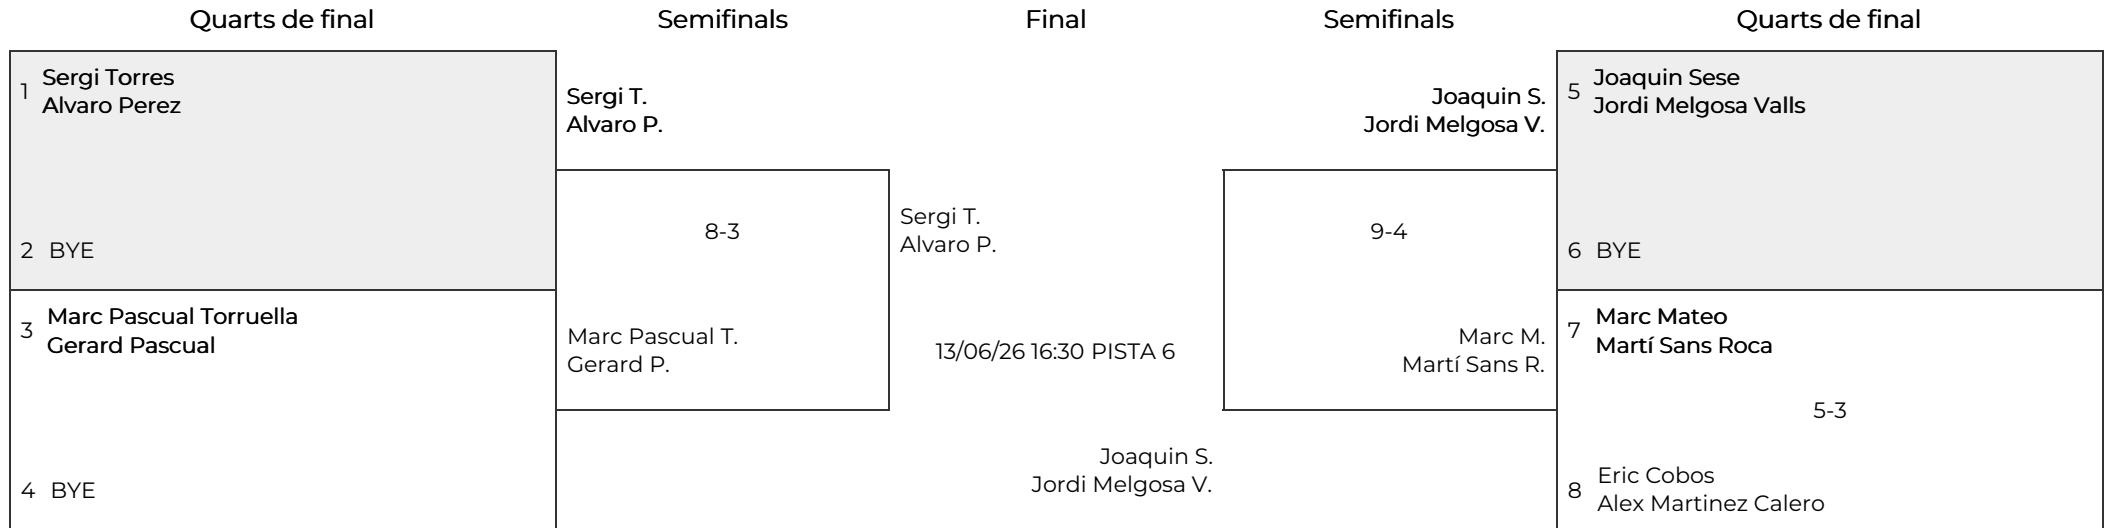 Quarts de final
Semifinals
Final
Semifinals
Quarts de final
1
Sergi Torres
Alvaro Perez
2 BYE
3
Marc Pascual Torruella
Gerard Pascual
4 BYE
Sergi T.
Alvaro P.
8-3
Marc Pascual T.
Gerard P.
Sergi T.
Alvaro P.
13/06/26 16:30 PISTA 6
Joaquin S.
Jordi Melgosa V.
Joaquin S.
Jordi Melgosa V.
9-4
Marc M.
Martí Sans R.
5
Joaquin Sese
Jordi Melgosa Valls
6 BYE
7
Marc Mateo
Martí Sans Roca
5-3
8
Eric Cobos
Alex Martinez Calero